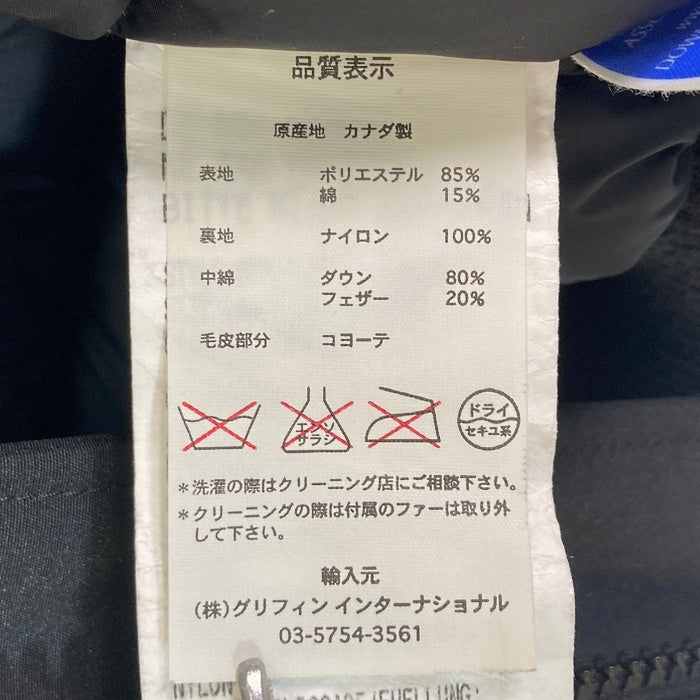 品質表示
原産地 カナダ製
表地 ポリエステル 85%
綿 15%
裏地 ナイロン 100%
中綿 ダウン 80%
フェザー 20%
毛皮部分 コヨーテ
エンソ
サラシ
ドライ
セキユ系
*洗濯の際はクリーニング店にご相談下さい。
*クリーニングの際は付属のファーは取り外
して下さい。
輸入元
(株)グリフィン インターナショナル
03-5754-3561
NYLON